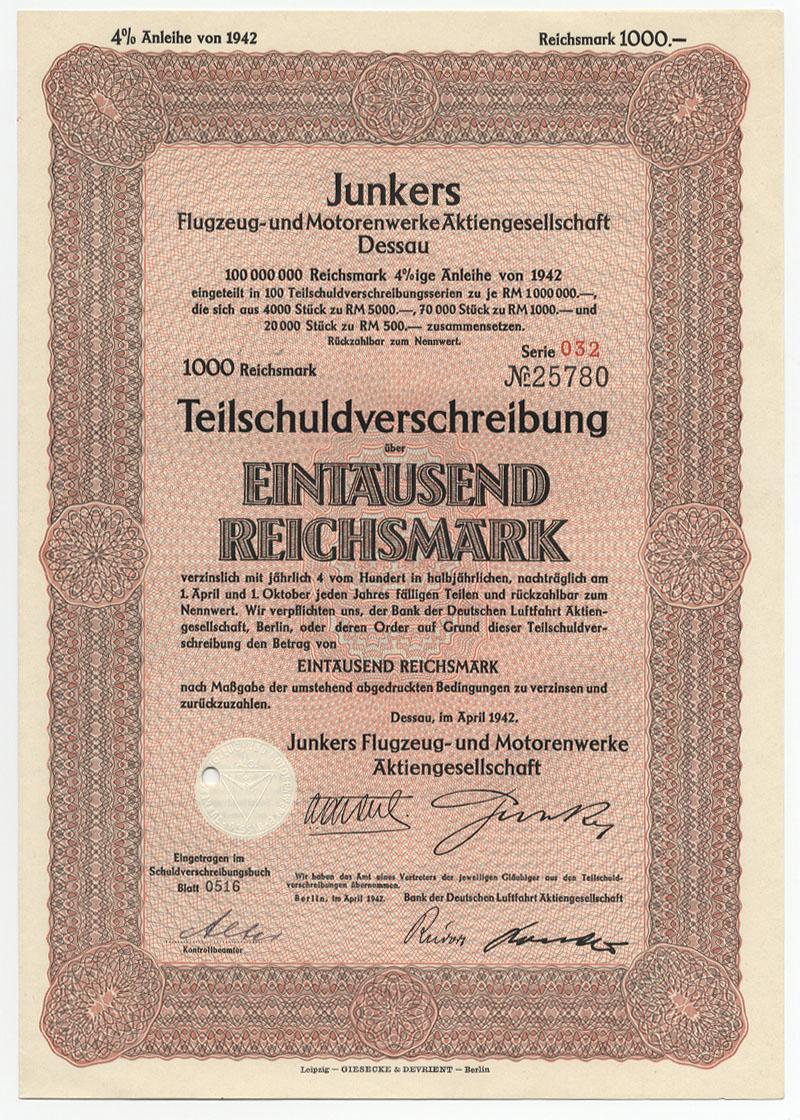 4% Anleihe von 1942
Reichsmark 1000.—
Junkers
Flugzeug- und Motorenwerke Aktiengesellschaft
Dessau
100 000 000 Reichsmark 4%ige Anleihe von 1942
eingeteilt in 100 Teilschuldverschreibungsserien zu je RM 1 000 000.—,
die sich aus 4000 Stück zu RM 5000.—, 70 000 Stück zu RM 1000.— und
20 000 Stück zu RM 500.— zusammensetzen.
Rückzahlbar zum Nennwert.
Serie 032
1000 Reichsmark
№ 25780
Teilschuldverschreibung
über
EINTAUSEND
REICHSMARK
verzinslich mit jährlich 4 vom Hundert in halbjährlichen, nachträglich am
1. April und 1. Oktober jeden Jahres fälligen Teilen und rückzahlbar zum
Nennwert. Wir verpflichten uns, der Bank der Deutschen Luftfahrt Aktien-
gesellschaft, Berlin, oder deren Order auf Grund dieser Teilschuldver-
schreibung den Betrag von
EINTAUSEND REICHSMARK
nach Maßgabe der umstehend abgedruckten Bedingungen zu verzinsen und
zurückzuzahlen.
Dessau, im April 1942.
Junkers Flugzeug- und Motorenwerke
Aktiengesellschaft
Eingetragen im
Schuldverschreibungsbuch
Blatt 0516
Wir haben das Amt eines Vertreters der jeweiligen Gläubiger aus den Teilschuld-
verschreibungen übernommen.
Berlin, im April 1942. Bank der Deutschen Luftfahrt Aktiengesellschaft
Kontrollbeamter
Leipzig — GIESECKE & DEVRIENT — Berlin